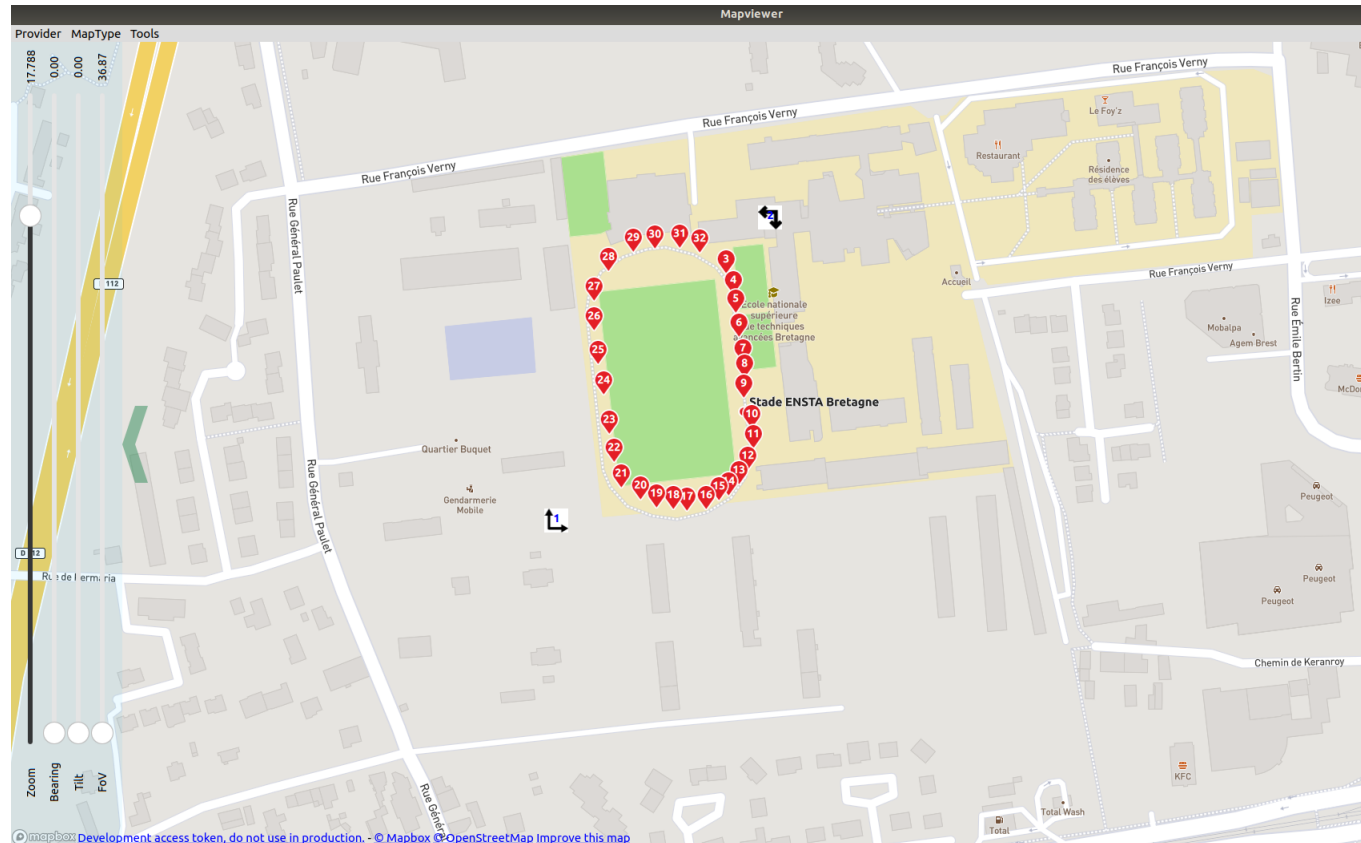 Mapviewer
Provider MapType Tools
17.788
0.00
0.00
36.87
Rue François Verny
Le Foy'z
Rue François Verny
Restaurant
Rue François Verny
Résidence
des élèves
Rue Général Paulet
2
29
30
31
32
3
28
4
Rue François Verny
Accueil
112
27
5
École nationale
supérieure
de techniques
avancées Bretagne
Izee
26
6
Mobalpa
Agem Brest
Rue Émile Bertin
25
7
8
24
9
Stade ENSTA Bretagne
10
23
11
Quartier Buquet
22
12
21
13
14
20
19
18
17
16
15
Gendarmerie
Mobile
Peugeot
1
Rue Général Paulet
Peugeot
Peugeot
Chemin de Keranroy
Zoom
Bearing
Tilt
FoV
KFC
Total Wash
Total
mapbox Development access token, do not use in production. - © Mapbox © OpenStreetMap Improve this map